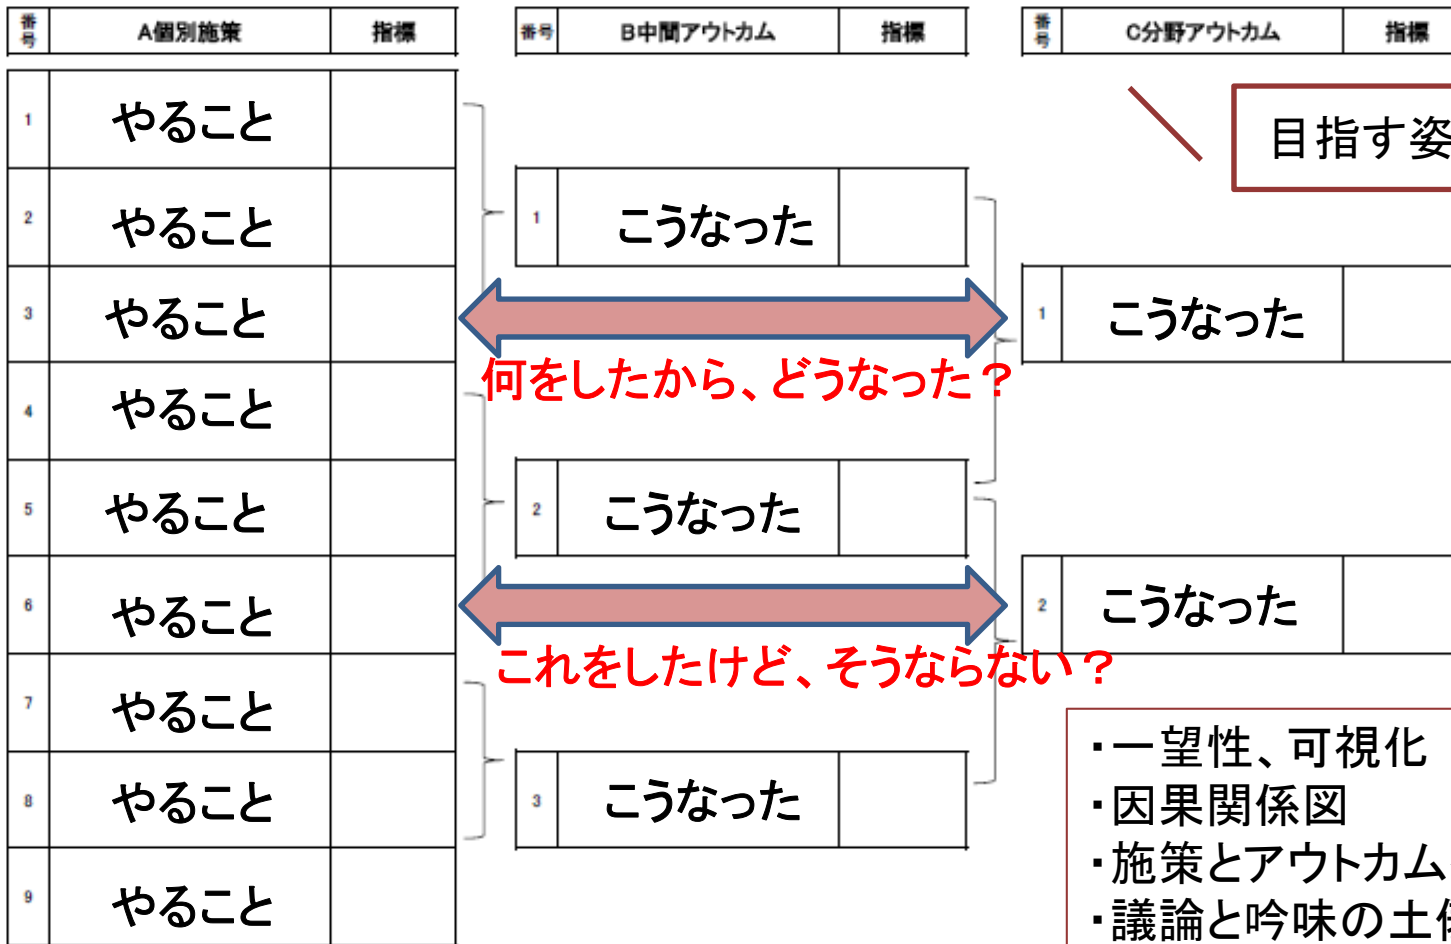 番号 A個別施策 指標
番号 B中間アウトカム 指標
番号 C分野アウトカム 指標
目指す姿
1 やること
2 やること
3 やること
4 やること
5 やること
6 やること
7 やること
8 やること
9 やること
1 こうなった
2 こうなった
3 こうなった
1 こうなった
2 こうなった
何をしたから、どうなった？
これをしたけど、そうならない？
・一望性、可視化
・因果関係図
・施策とアウトカム
・議論と吟味の土